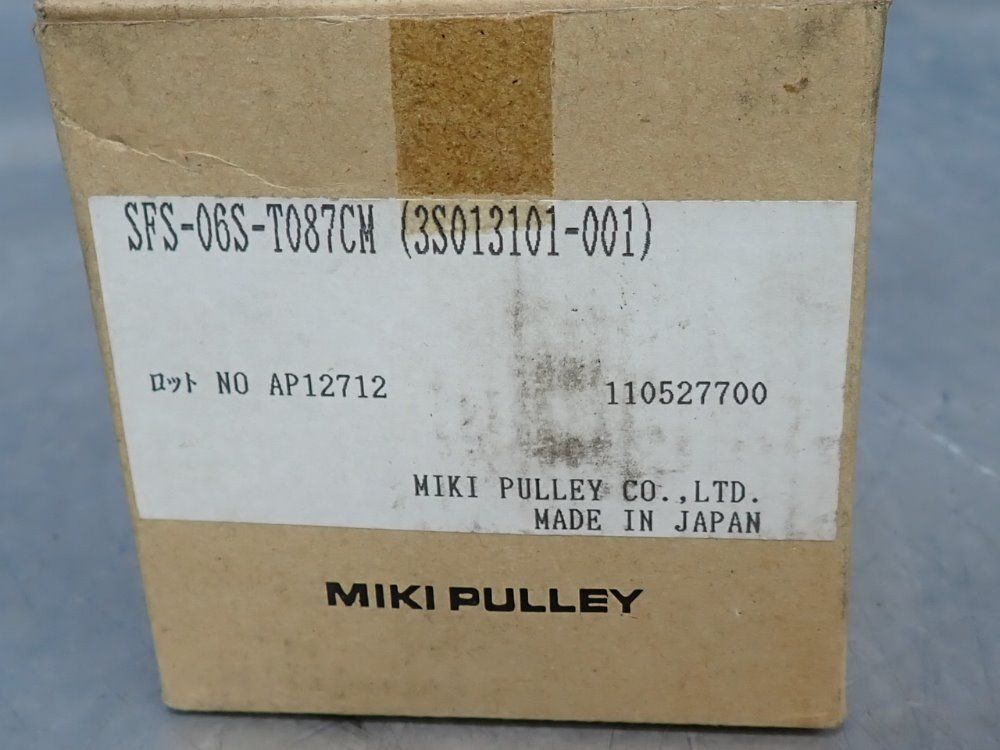 SFS-06S-T087CM (3S013101-001)
ﾛｯﾄ NO AP12712 110527700
MIKI PULLEY CO.,LTD.
MADE IN JAPAN
MIKI PULLEY